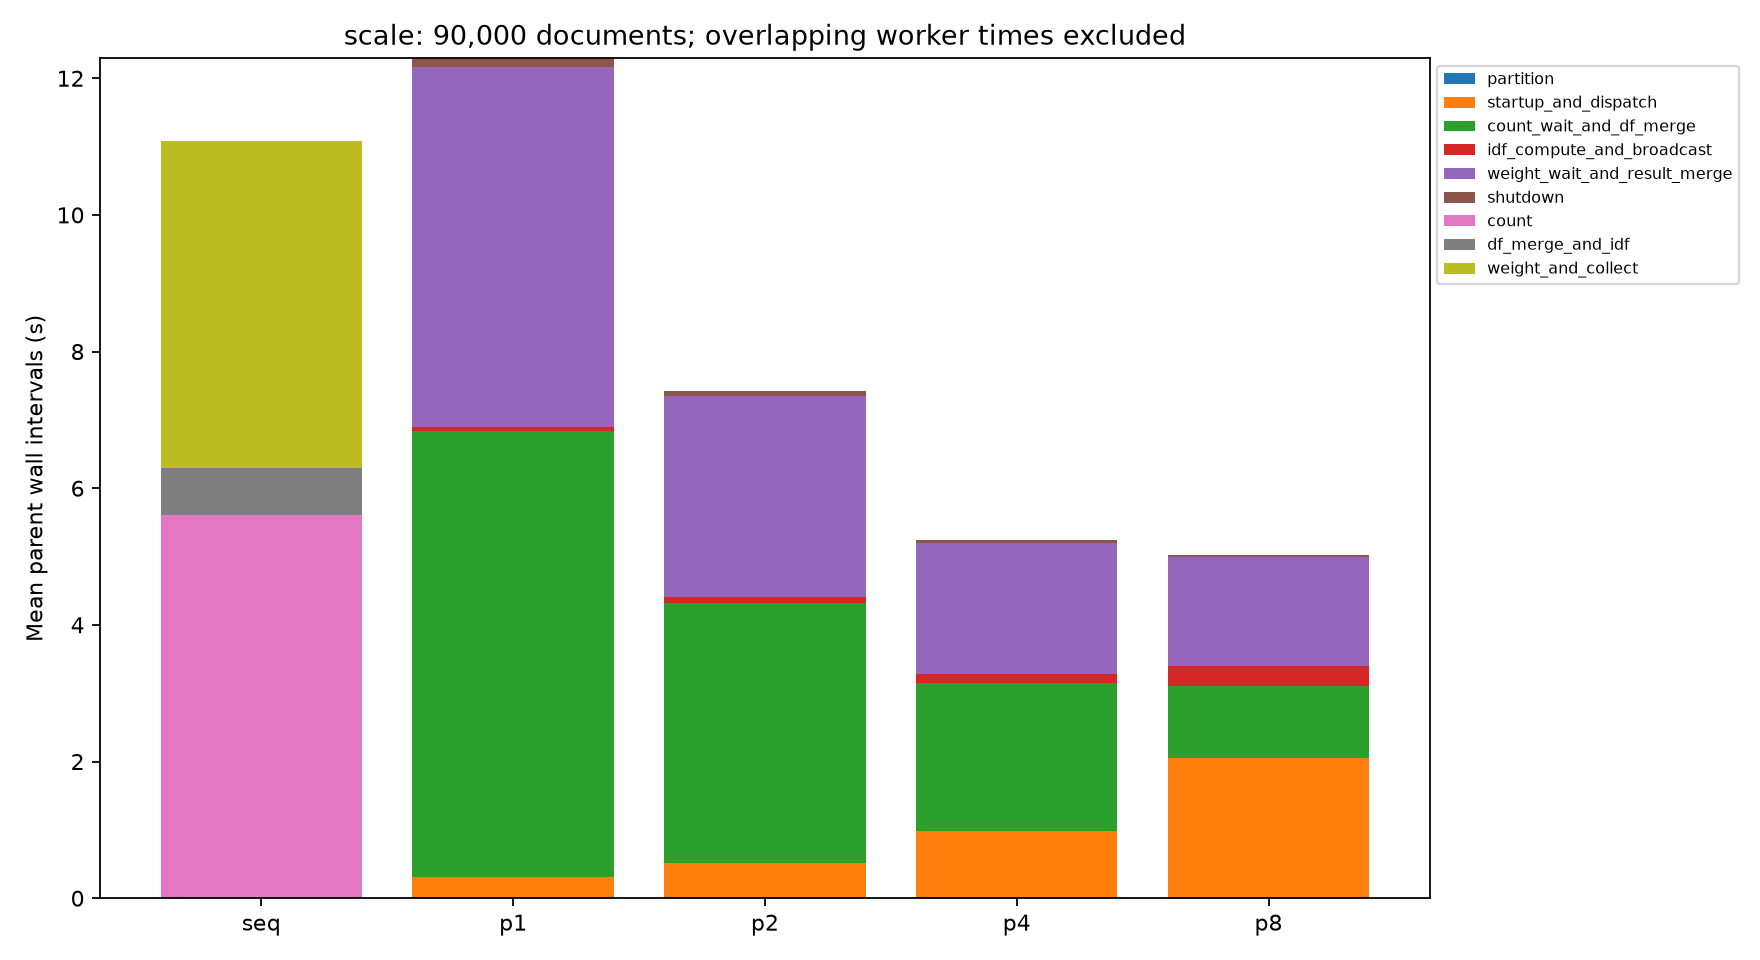 scale: 90,000 documents; overlapping worker times excluded
Mean parent wall intervals (s)
12
10
8
6
4
2
0
seq
p1
p2
p4
p8
partition
startup_and_dispatch
count_wait_and_df_merge
idf_compute_and_broadcast
weight_wait_and_result_merge
shutdown
count
df_merge_and_idf
weight_and_collect